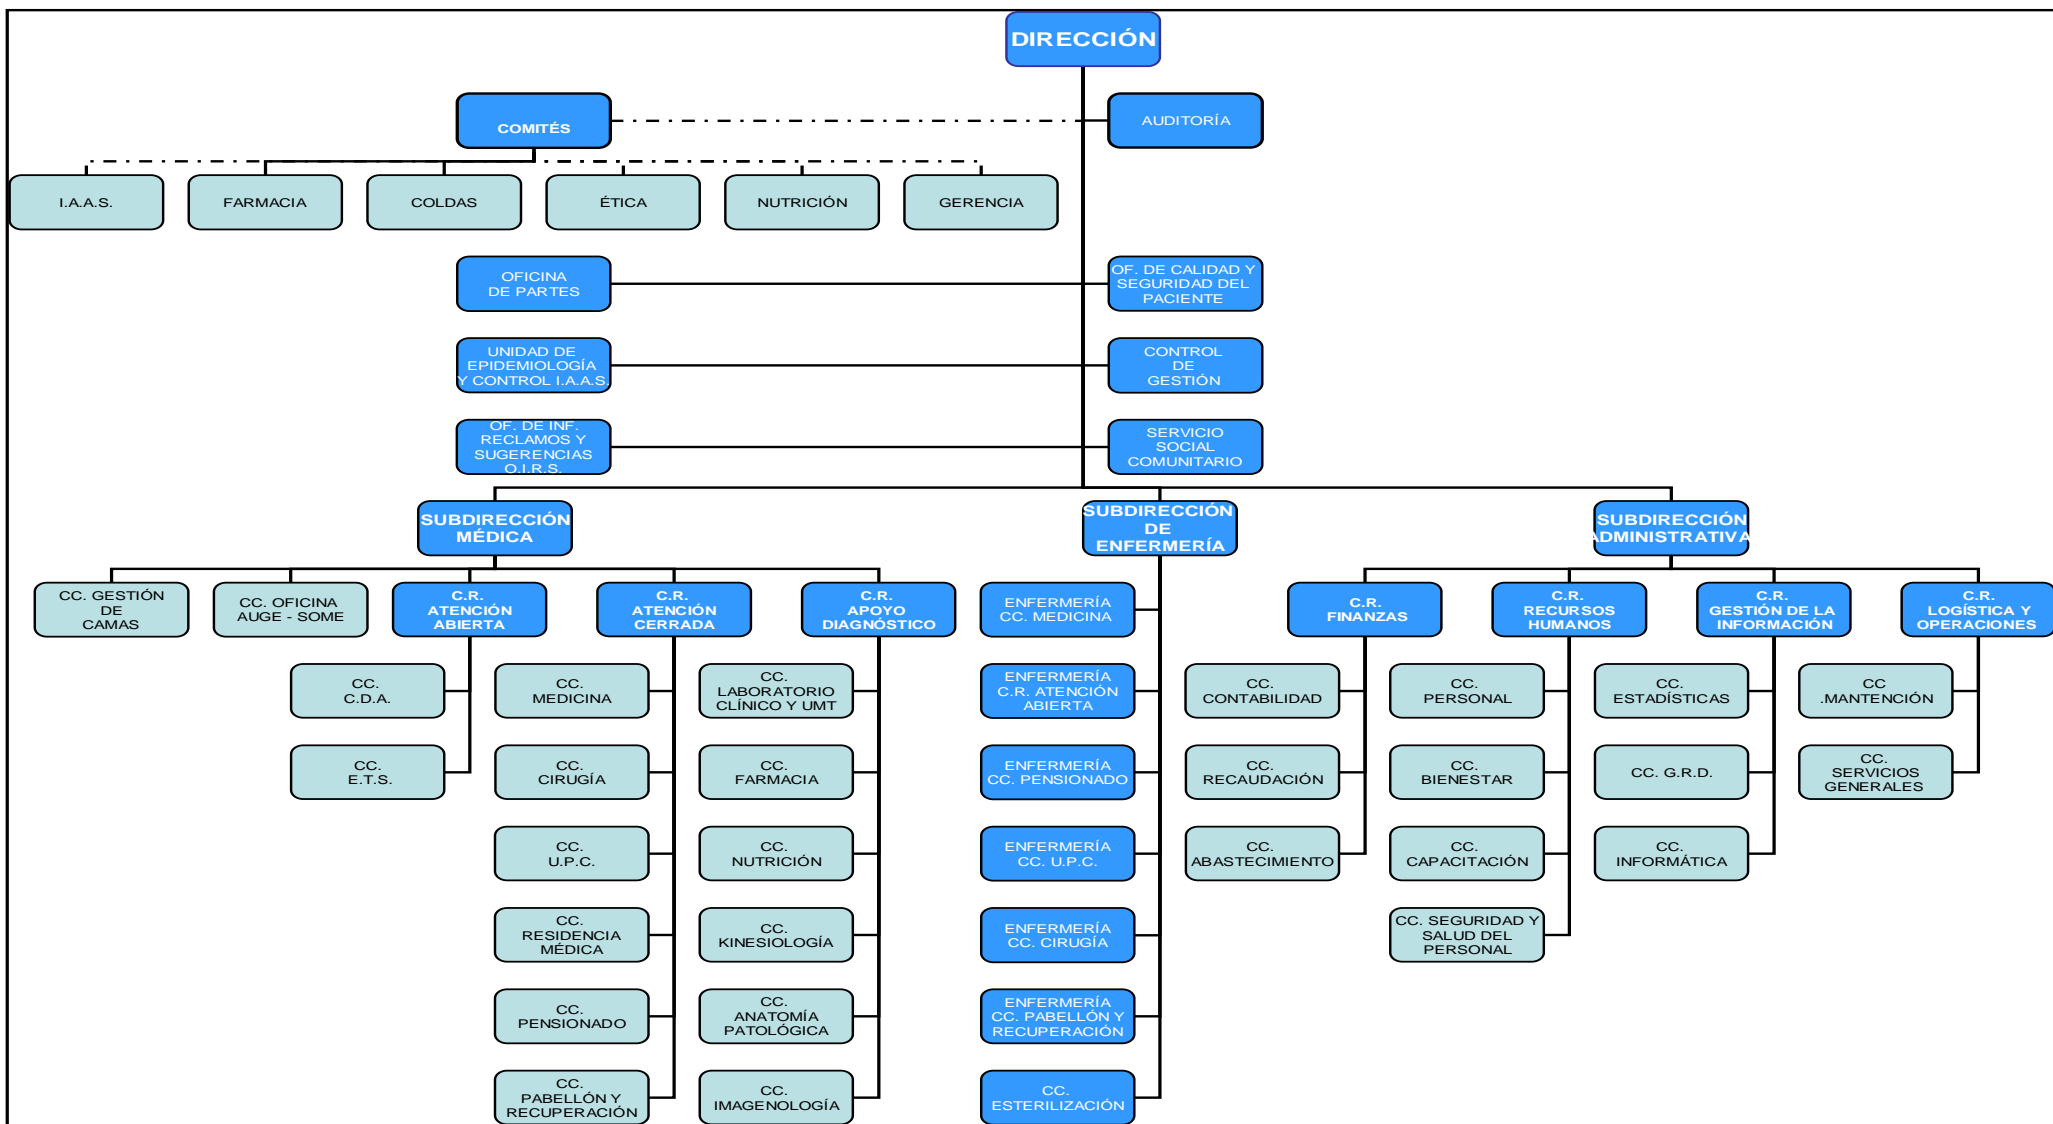 DIRECCIÓN
COMITÉS
AUDITORÍA
I.A.A.S.
FARMACIA
COLDAS
ÉTICA
NUTRICIÓN
GERENCIA
OFICINA
DE PARTES
OF. DE CALIDAD Y
SEGURIDAD DEL
PACIENTE
UNIDAD DE
EPIDEMIOLOGÍA
Y CONTROL I.A.A.S.
CONTROL
DE
GESTIÓN
OF. DE INF.
RECLAMOS Y
SUGERENCIAS
O.I.R.S.
SERVICIO
SOCIAL
COMUNITARIO
SUBDIRECCIÓN
MÉDICA
SUBDIRECCIÓN
DE
ENFERMERÍA
SUBDIRECCIÓN
ADMINISTRATIVA
CC. GESTIÓN
DE
CAMAS
CC. OFICINA
AUGE - SOME
C.R.
ATENCIÓN
ABIERTA
C.R.
ATENCIÓN
CERRADA
C.R.
APOYO
DIAGNÓSTICO
ENFERMERÍA
CC. MEDICINA
C.R.
FINANZAS
C.R.
RECURSOS
HUMANOS
C.R.
GESTIÓN DE LA
INFORMACIÓN
C.R.
LOGÍSTICA Y
OPERACIONES
CC.
C.D.A.
CC.
MEDICINA
CC.
LABORATORIO
CLÍNICO Y UMT
ENFERMERÍA
C.R. ATENCIÓN
ABIERTA
CC.
CONTABILIDAD
CC.
PERSONAL
CC.
ESTADÍSTICAS
CC
.MANTENCIÓN
CC.
E.T.S.
CC.
CIRUGÍA
CC.
FARMACIA
ENFERMERÍA
CC. PENSIONADO
CC.
RECAUDACIÓN
CC.
BIENESTAR
CC. G.R.D.
CC.
SERVICIOS
GENERALES
CC.
U.P.C.
CC.
NUTRICIÓN
ENFERMERÍA
CC. U.P.C.
CC.
ABASTECIMIENTO
CC.
CAPACITACIÓN
CC.
INFORMÁTICA
CC.
RESIDENCIA
MÉDICA
CC.
KINESIOLOGÍA
ENFERMERÍA
CC. CIRUGÍA
CC. SEGURIDAD Y
SALUD DEL
PERSONAL
CC.
PENSIONADO
CC.
ANATOMÍA
PATOLÓGICA
ENFERMERÍA
CC. PABELLÓN Y
RECUPERACIÓN
CC.
PABELLÓN Y
RECUPERACIÓN
CC.
IMAGENOLOGÍA
CC.
ESTERILIZACIÓN